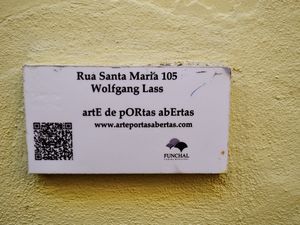 Rua Santa Maria 105
Wolfgang Lass
artE de pORtas abErtas
www.arteportasabertas.com
FUNCHAL